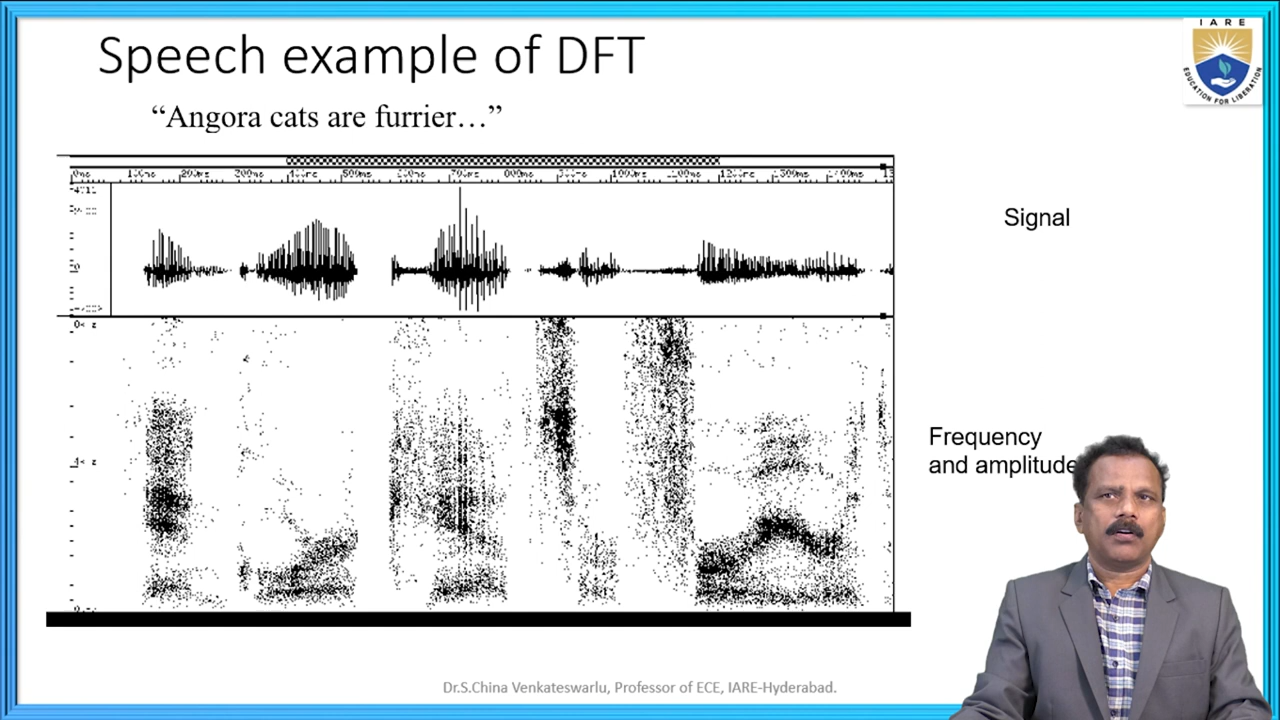 IARE
EDUCATION FOR LIBERATION
Speech example of DFT
“Angora cats are furrier…”
Signal
Frequency
and amplitude
Dr.S.China Venkateswarlu, Professor of ECE, IARE-Hyderabad.